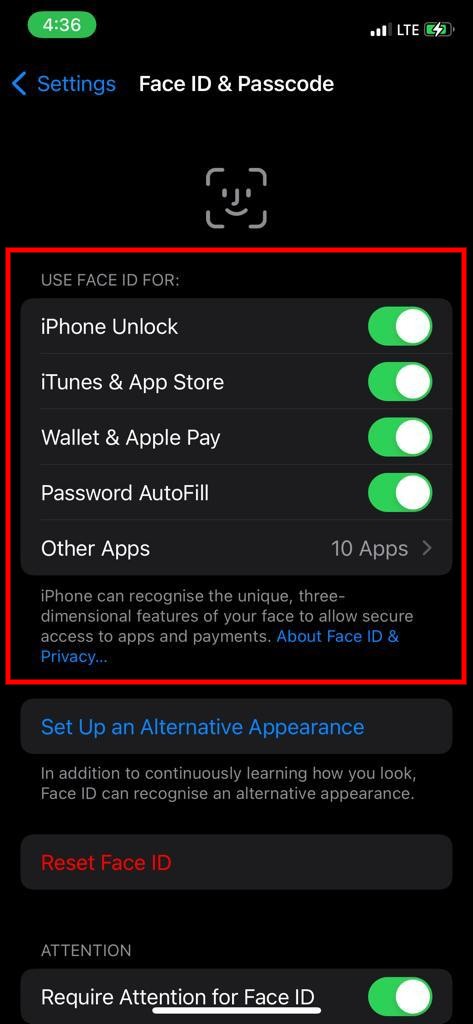 4:36
LTE
Settings
Face ID & Passcode
USE FACE ID FOR:
iPhone Unlock
iTunes & App Store
Wallet & Apple Pay
Password AutoFill
Other Apps 10 Apps
iPhone can recognise the unique, three-
dimensional features of your face to allow secure
access to apps and payments. About Face ID &
Privacy...
Set Up an Alternative Appearance
In addition to continuously learning how you look,
Face ID can recognise an alternative appearance.
Reset Face ID
ATTENTION
Require Attention for Face ID